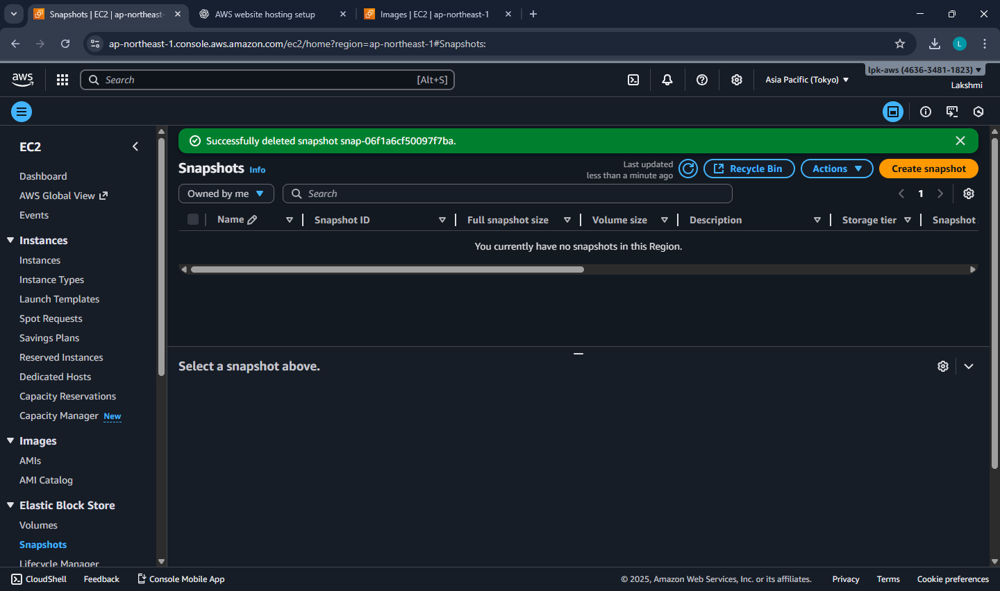 Snapshots | EC2 | ap-northeast-
AWS website hosting setup
Images | EC2 | ap-northeast-1
ap-northeast-1.console.aws.amazon.com/ec2/home?region=ap-northeast-1#Snapshots:
L
aws
Search
[Alt+S]
Asia Pacific (Tokyo)
lpk-aws (4636-3481-1823)
Lakshmi
EC2
Dashboard
AWS Global View
Events
Instances
Instances
Instance Types
Launch Templates
Spot Requests
Savings Plans
Reserved Instances
Dedicated Hosts
Capacity Reservations
Capacity Manager New
Images
AMIs
AMI Catalog
Elastic Block Store
Volumes
Snapshots
Lifecycle Manager
Successfully deleted snapshot snap-06f1a6cf50097f7ba.
Snapshots Info
Last updated
less than a minute ago
Recycle Bin
Actions
Create snapshot
Owned by me
Search
1
Name
Snapshot ID
Full snapshot size
Volume size
Description
Storage tier
Snapshot
You currently have no snapshots in this Region.
Select a snapshot above.
CloudShell
Feedback
Console Mobile App
© 2025, Amazon Web Services, Inc. or its affiliates.
Privacy
Terms
Cookie preferences